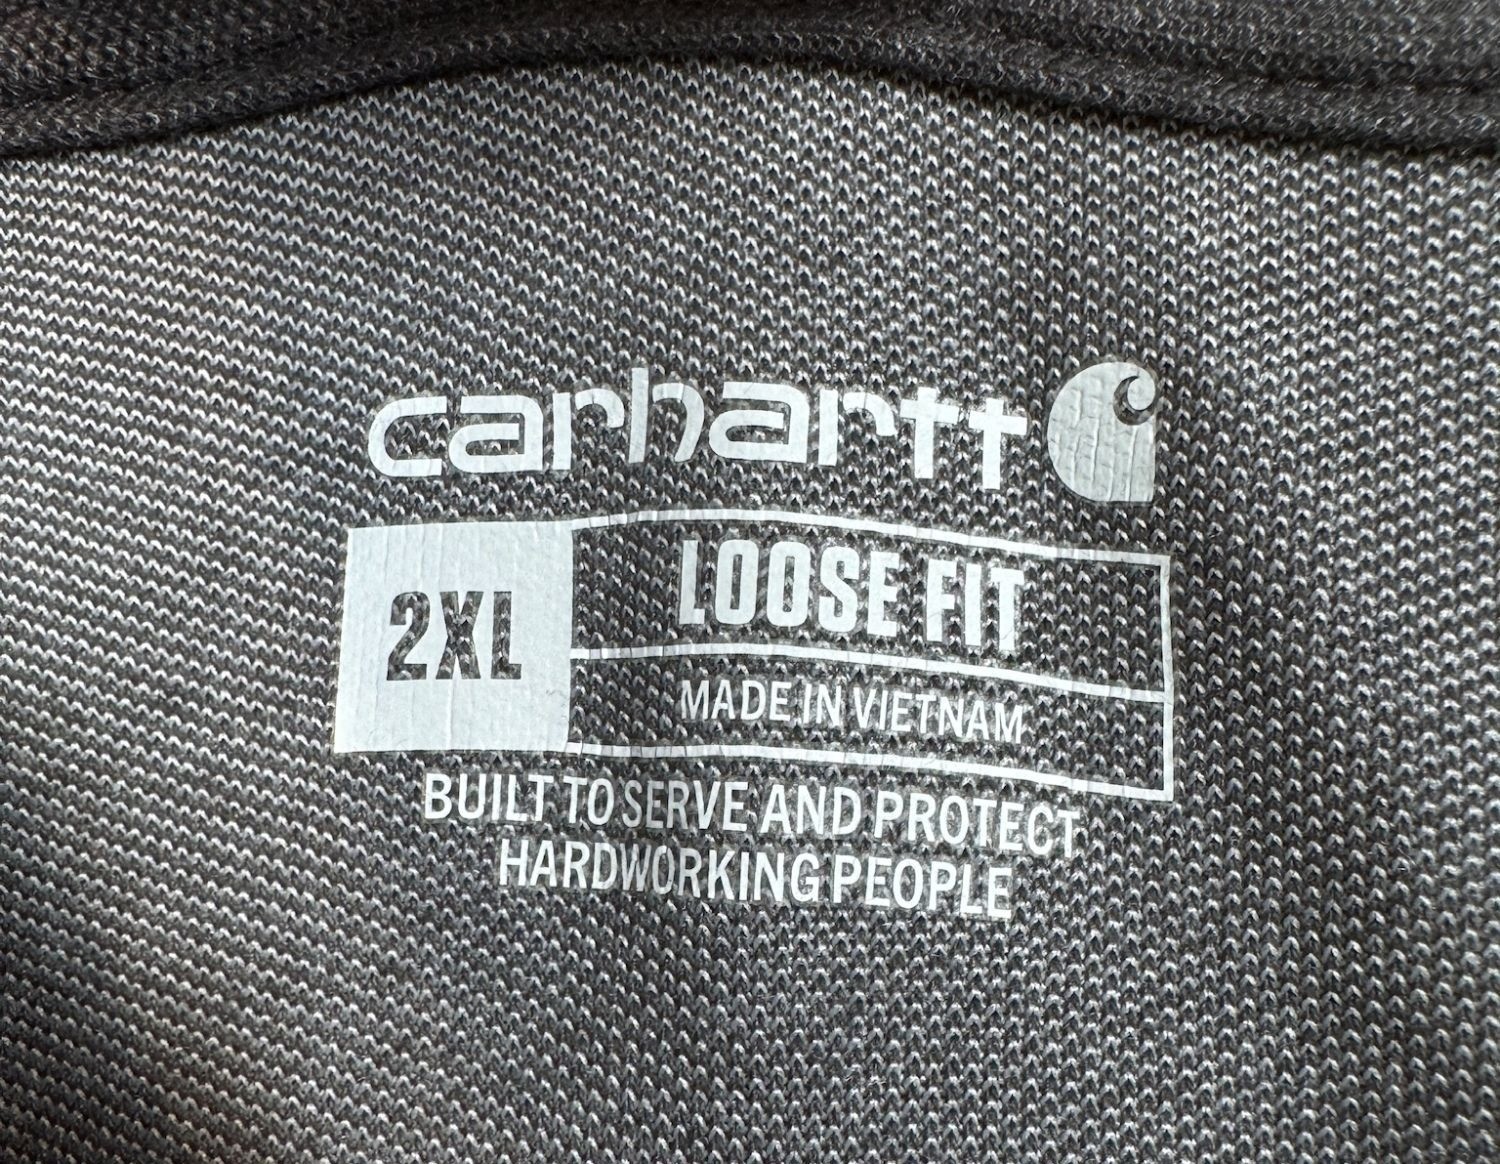 carhartt
2XL
LOOSE FIT
MADE IN VIETNAM
BUILT TO SERVE AND PROTECT
HARDWORKING PEOPLE